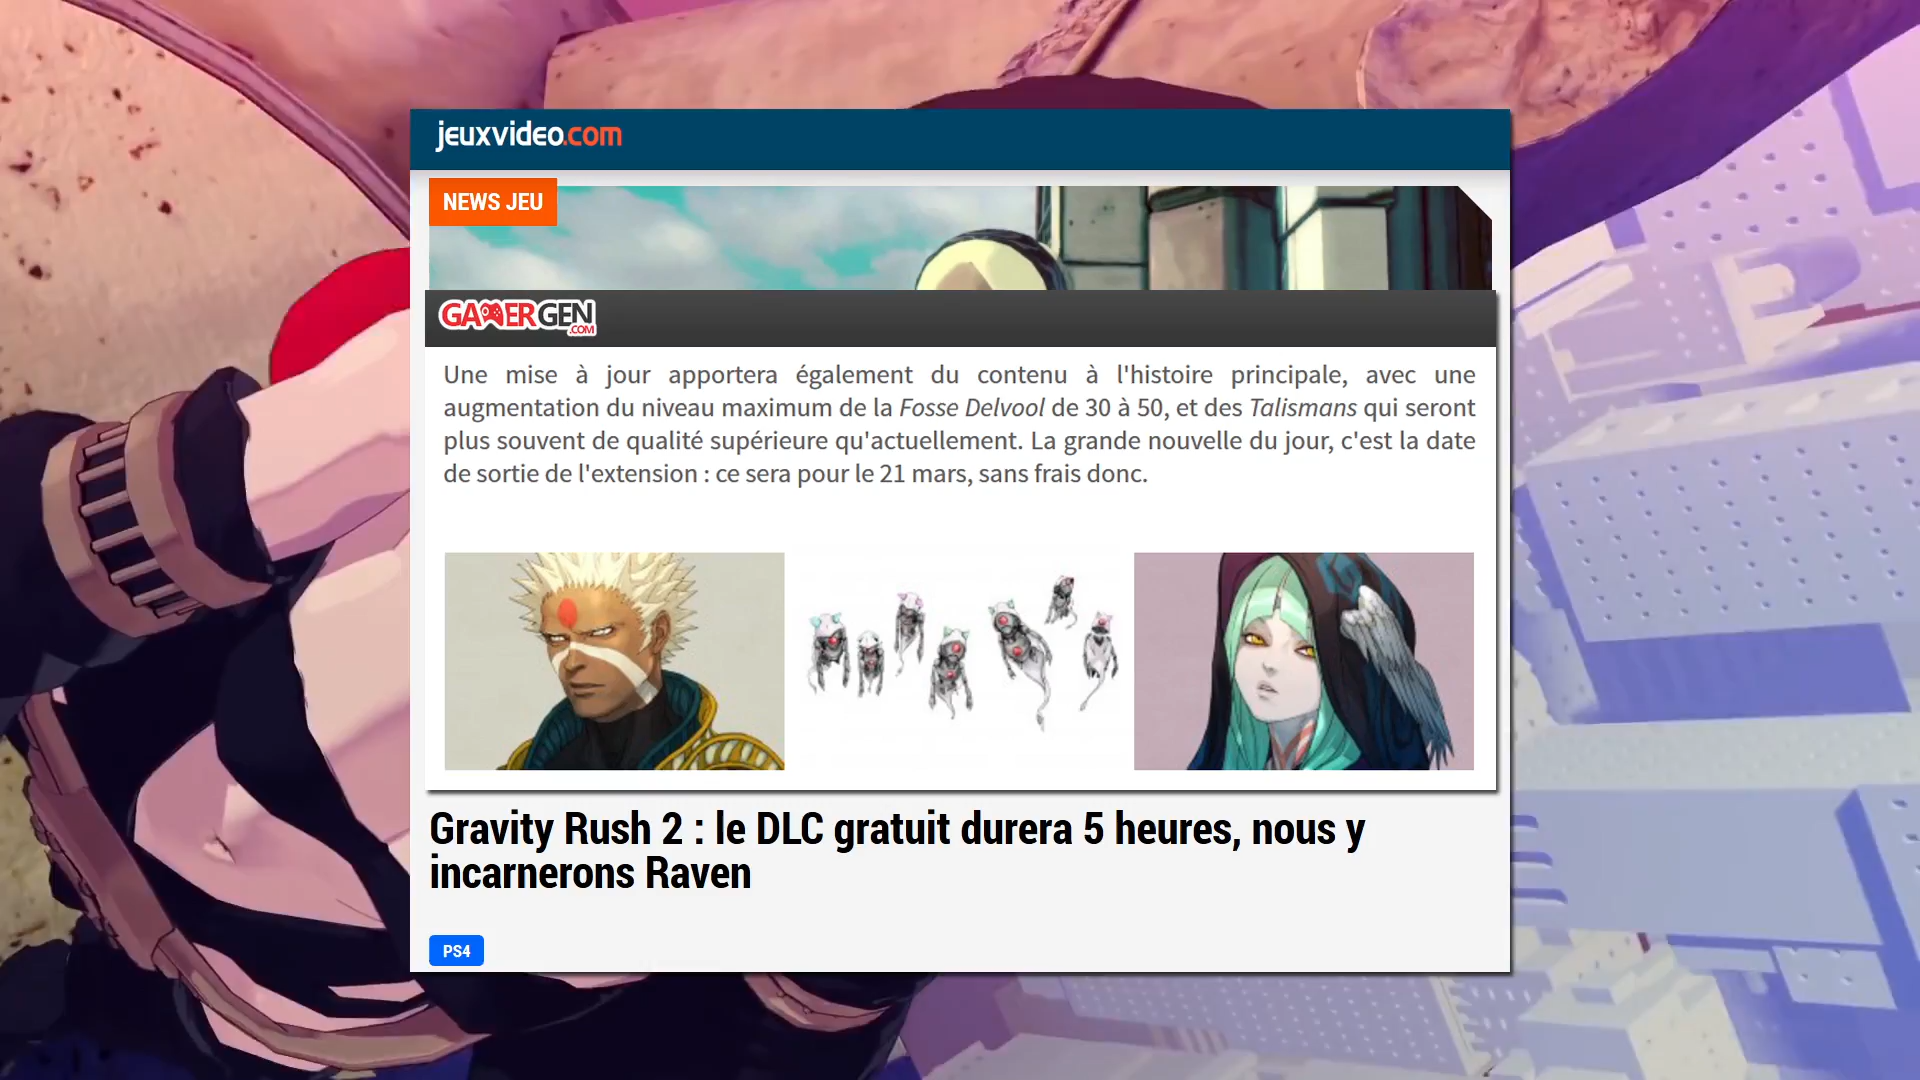 jeuxvideo.com
NEWS JEU
GAMERGEN
.COM
Une mise à jour apportera également du contenu à l'histoire principale, avec une
augmentation du niveau maximum de la Fosse Delvool de 30 à 50, et des Talismans qui seront
plus souvent de qualité supérieure qu'actuellement. La grande nouvelle du jour, c'est la date
de sortie de l'extension : ce sera pour le 21 mars, sans frais donc.
Gravity Rush 2 : le DLC gratuit durera 5 heures, nous y
incarnerons Raven
PS4